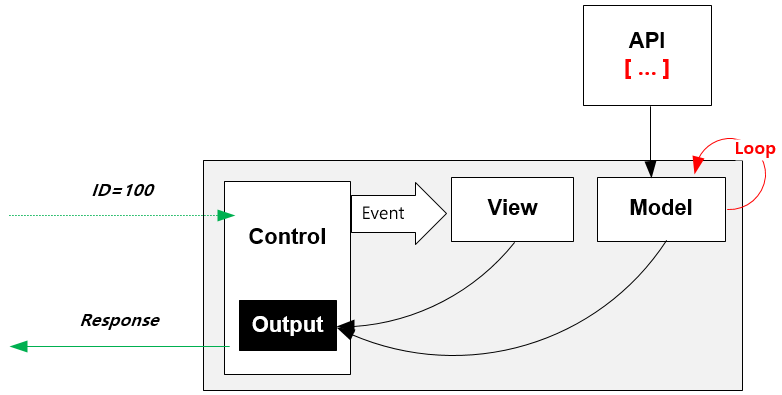 API
[ ... ]
Loop
ID=100
Control
Event
View
Model
Response
Output